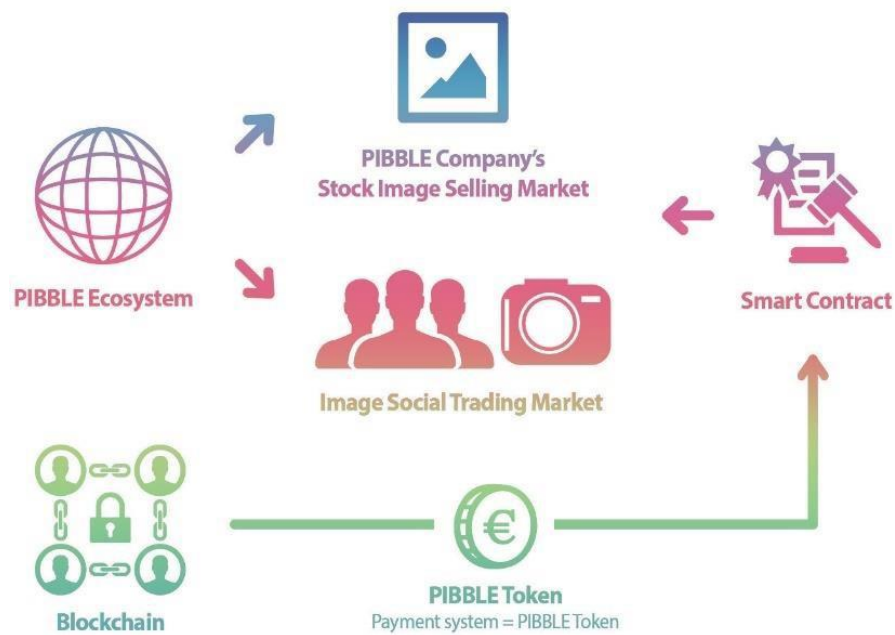 PIBBLE Company's
Stock Image Selling Market
PIBBLE Ecosystem
Smart Contract
Image Social Trading Market
€
PIBBLE Token
Payment system = PIBBLE Token
Blockchain